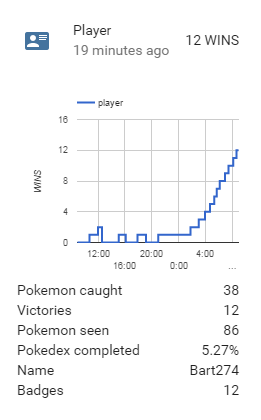 Player
19 minutes ago
12 WINS
player
16
12
8
4
0
WINS
12:00 20:00 4:00
16:00 0:00 ...
Pokemon caught 38
Victories 12
Pokemon seen 86
Pokedex completed 5.27%
Name Bart274
Badges 12